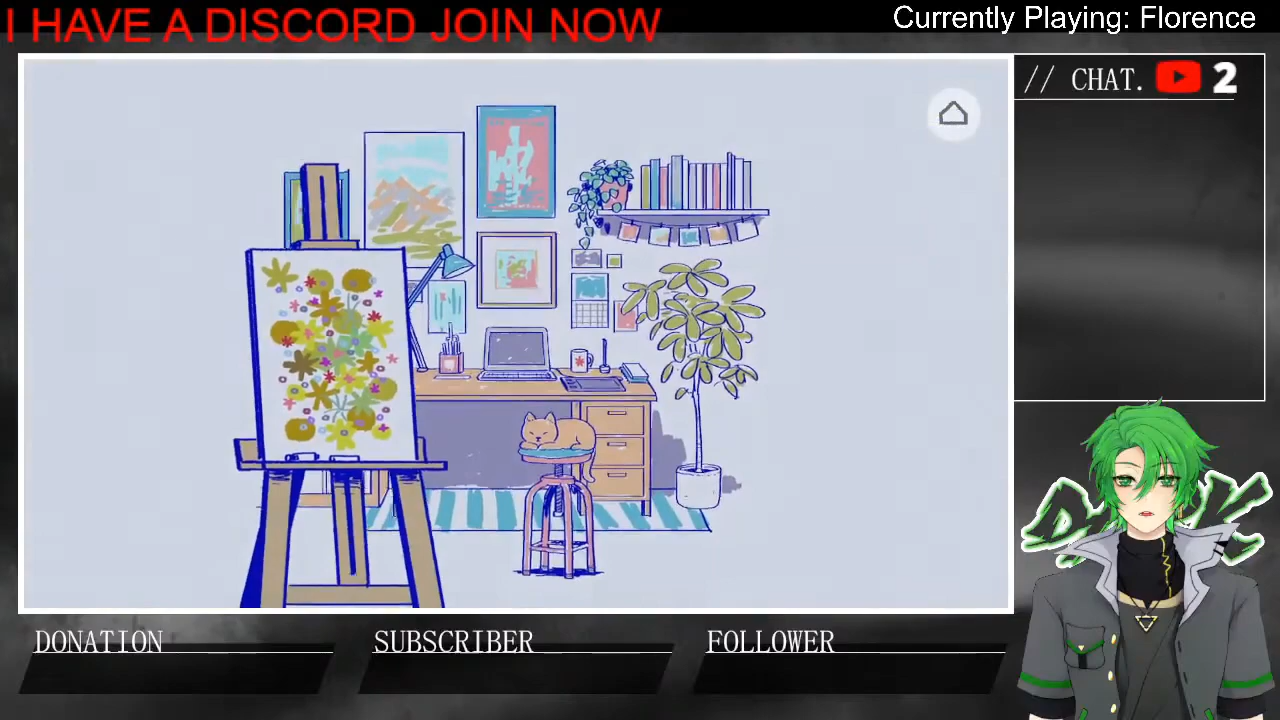 I HAVE A DISCORD JOIN NOW
Currently Playing: Florence
// CHAT. 2
DONATION
SUBSCRIBER
FOLLOWER